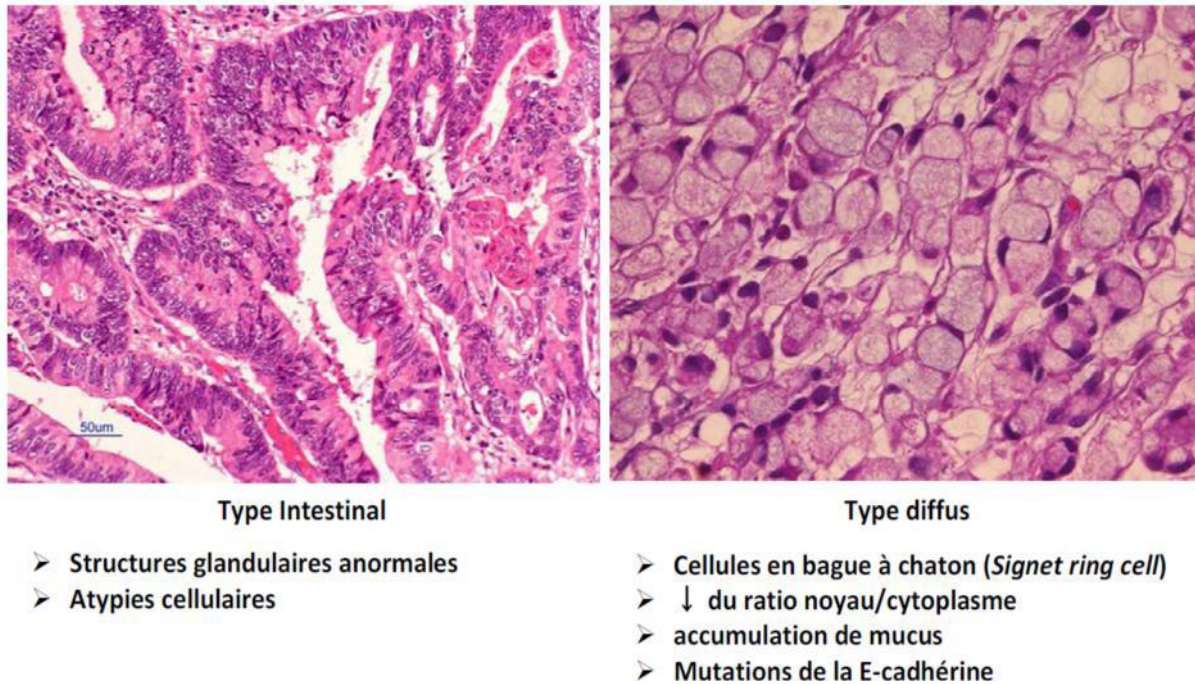 50um
Type Intestinal
➢ Structures glandulaires anormales
➢ Atypies cellulaires
Type diffus
➢ Cellules en bague à chaton (Signet ring cell)
➢ ↓ du ratio noyau/cytoplasme
➢ accumulation de mucus
➢ Mutations de la E-cadhérine